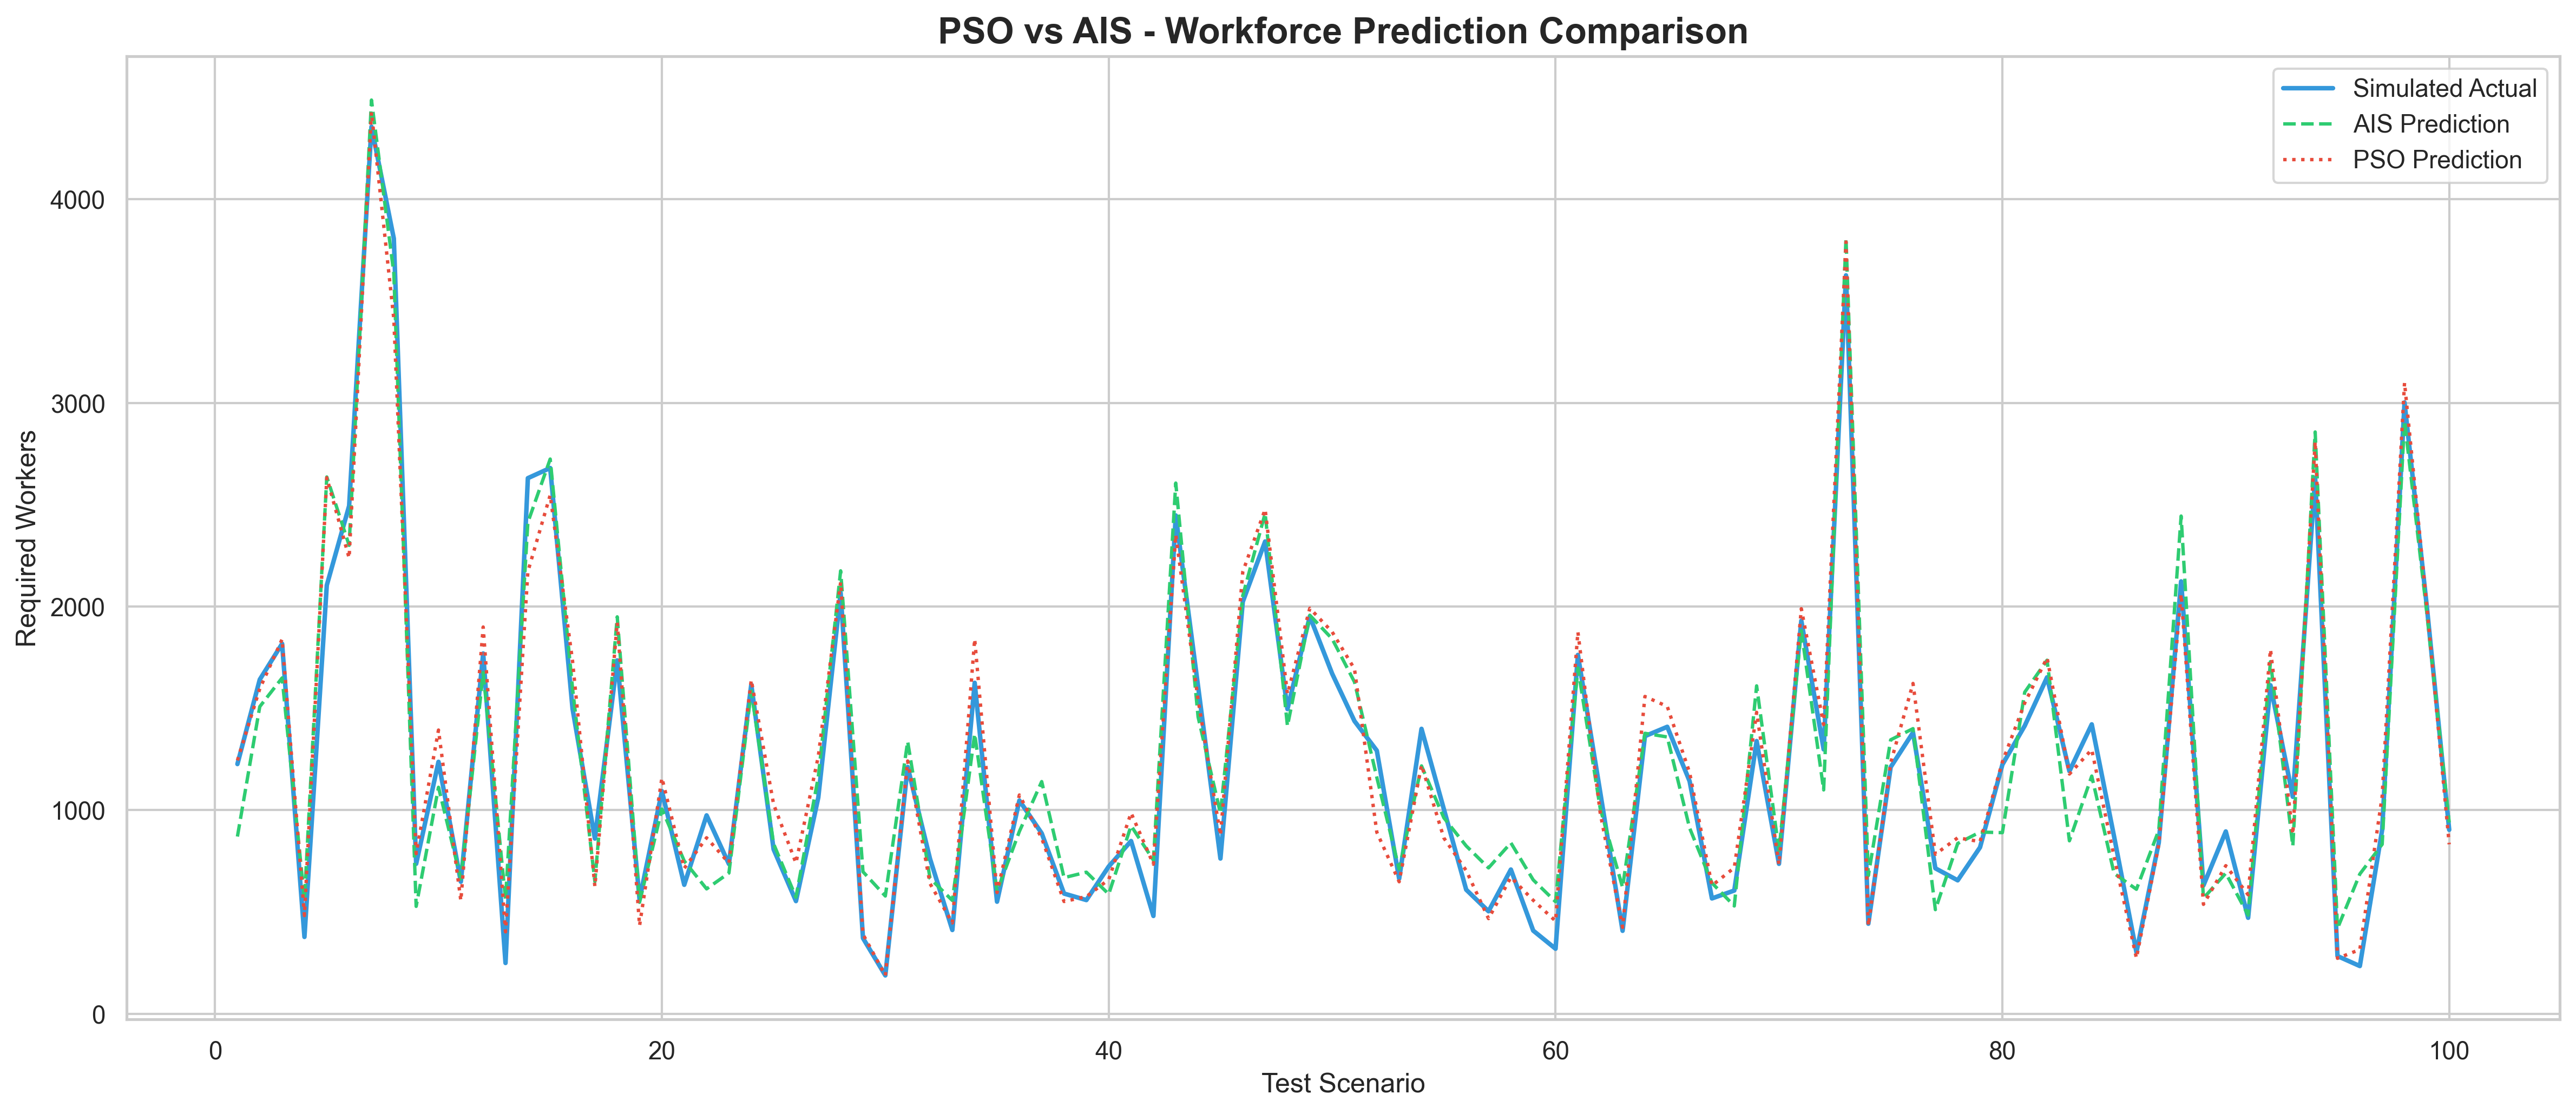 PSO vs AIS - Workforce Prediction Comparison
Simulated Actual
AIS Prediction
PSO Prediction
Required Workers
4000
3000
2000
1000
0
0 20 40 60 80 100
Test Scenario